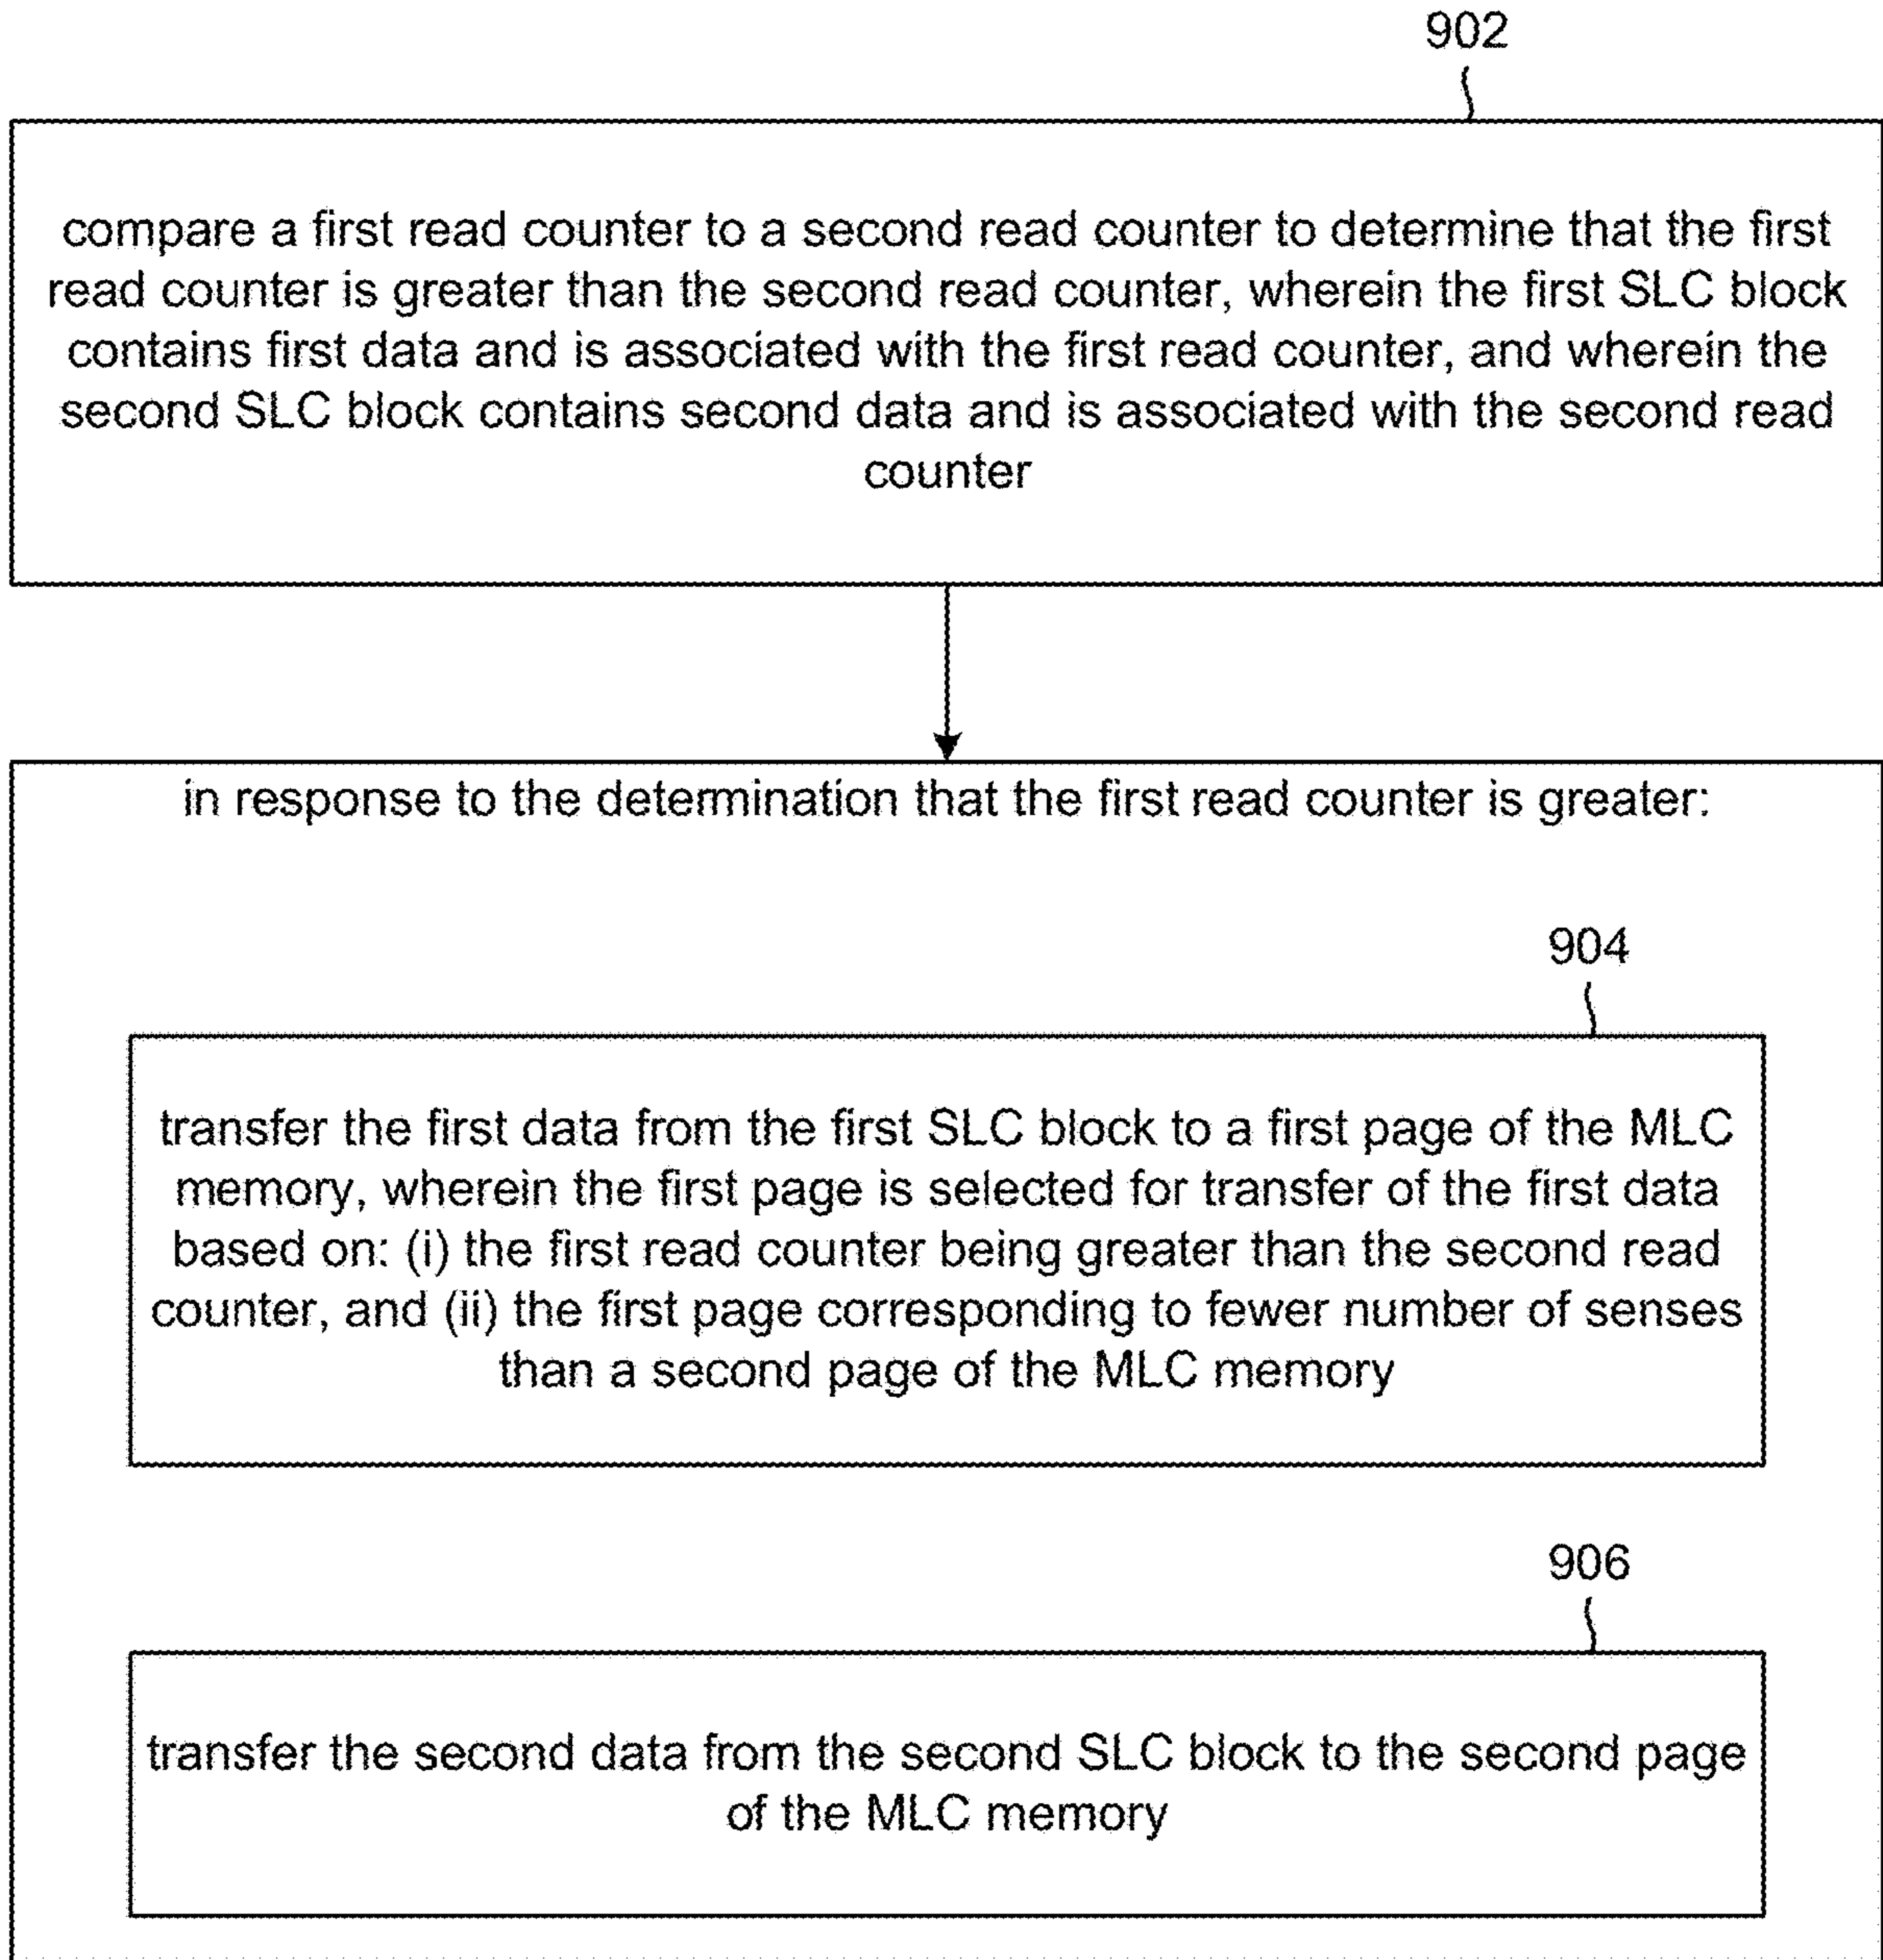 902
compare a first read counter to a second read counter to determine that the first
read counter is greater than the second read counter, wherein the first SLC block
contains first data and is associated with the first read counter, and wherein the
second SLC block contains second data and is associated with the second read
counter
in response to the determination that the first read counter is greater:
904
transfer the first data from the first SLC block to a first page of the MLC
memory, wherein the first page is selected for transfer of the first data
based on: (i) the first read counter being greater than the second read
counter, and (ii) the first page corresponding to fewer number of senses
than a second page of the MLC memory
906
transfer the second data from the second SLC block to the second page
of the MLC memory